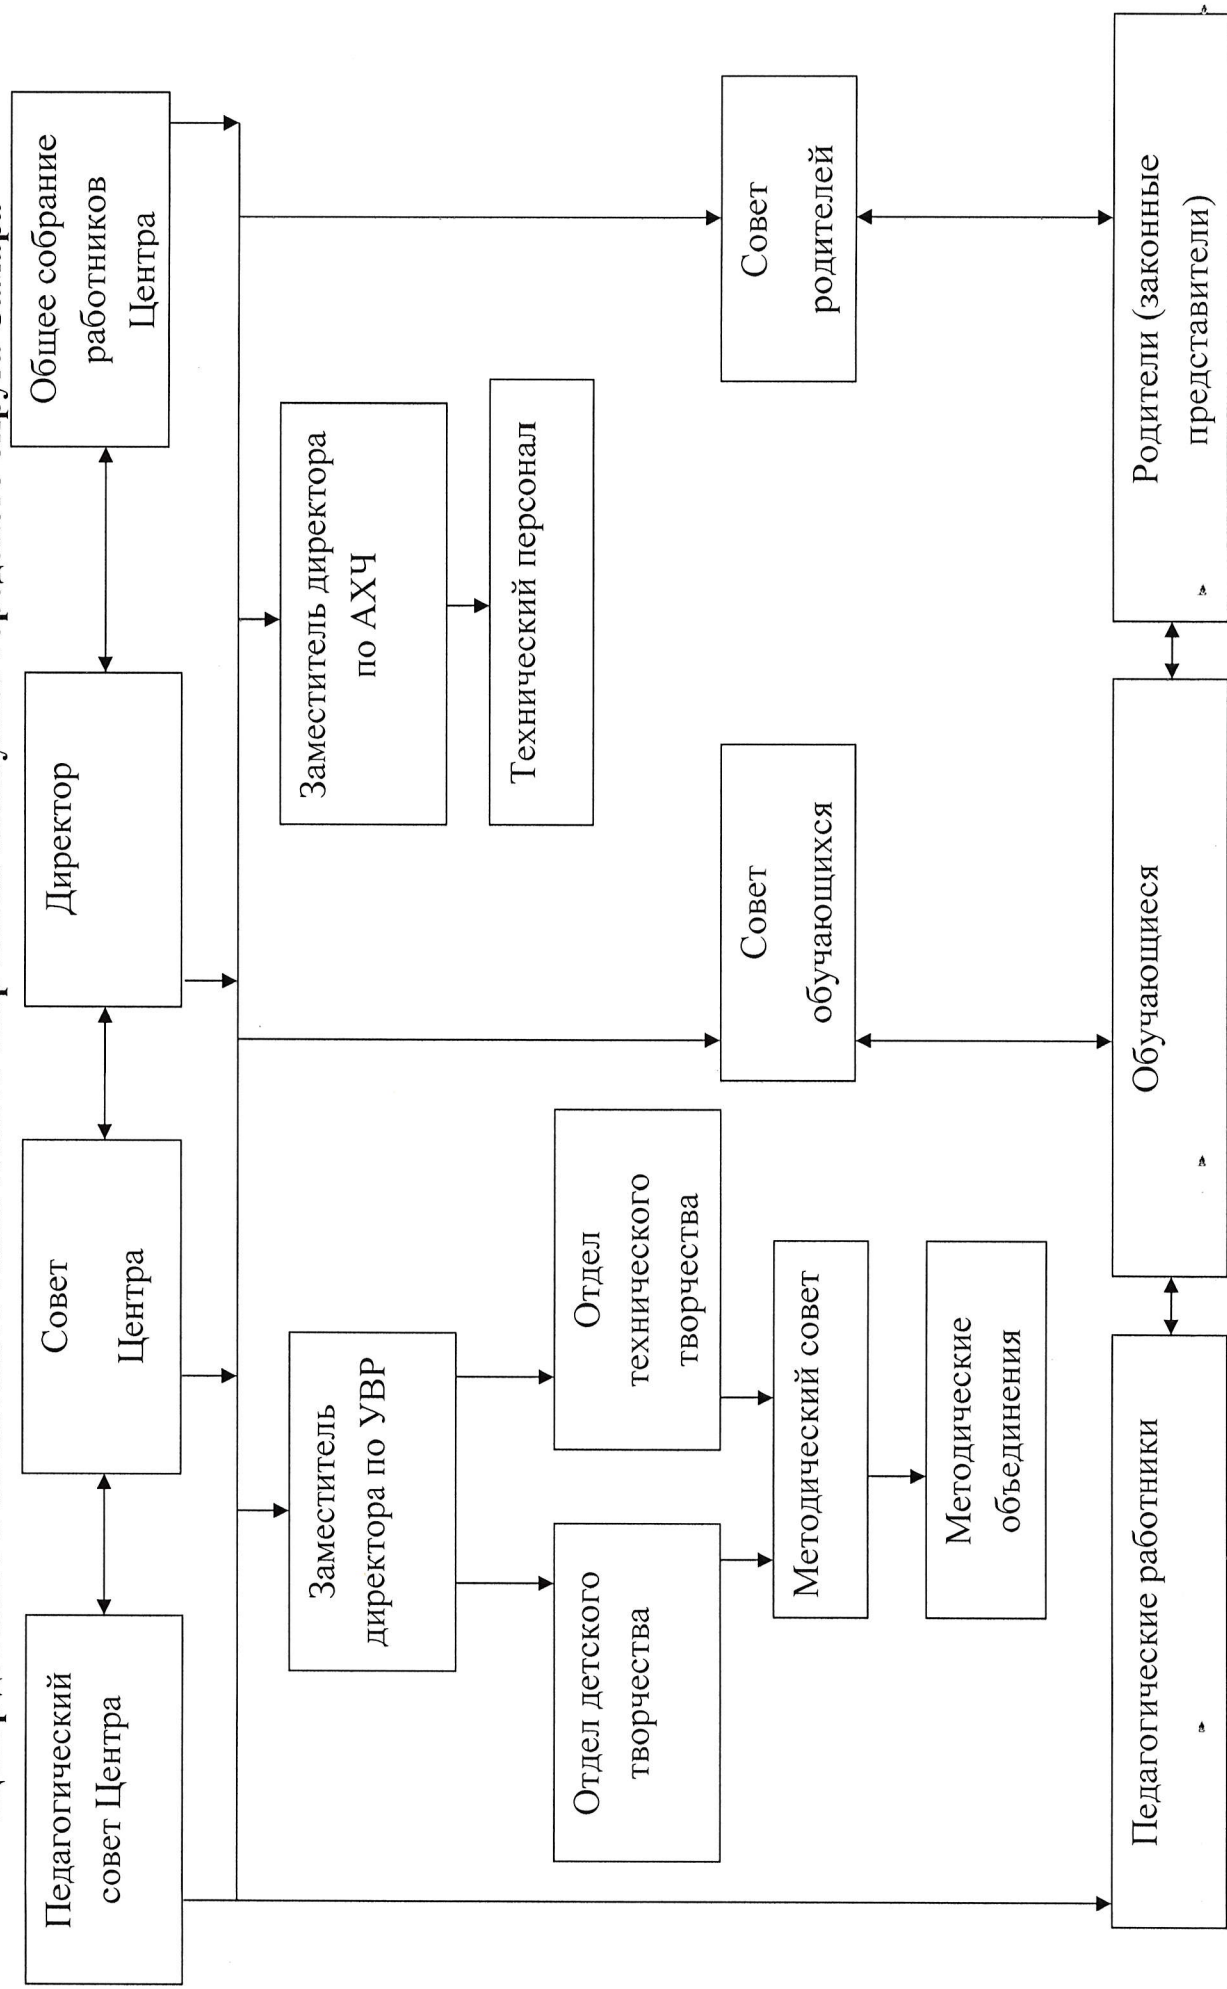 Педагогический
совет Центра
Совет
Центра
Директор
Общее собрание
работников
Центра
Заместитель
директора по УВР
Заместитель директора
по АХЧ
Технический персонал
Отдел детского
творчества
Отдел
технического
творчества
Методический совет
Методические
объединения
Совет
обучающихся
Совет
родителей
Педагогические работники
Обучающиеся
Родители (законные
представители)